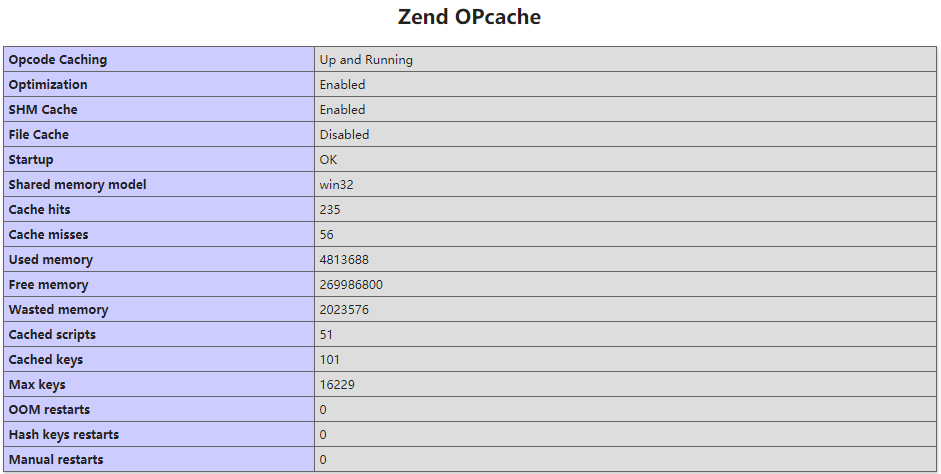 Zend OPcache
Opcode Caching Up and Running
Optimization Enabled
SHM Cache Enabled
File Cache Disabled
Startup OK
Shared memory model win32
Cache hits 235
Cache misses 56
Used memory 4813688
Free memory 269986800
Wasted memory 2023576
Cached scripts 51
Cached keys 101
Max keys 16229
OOM restarts 0
Hash keys restarts 0
Manual restarts 0